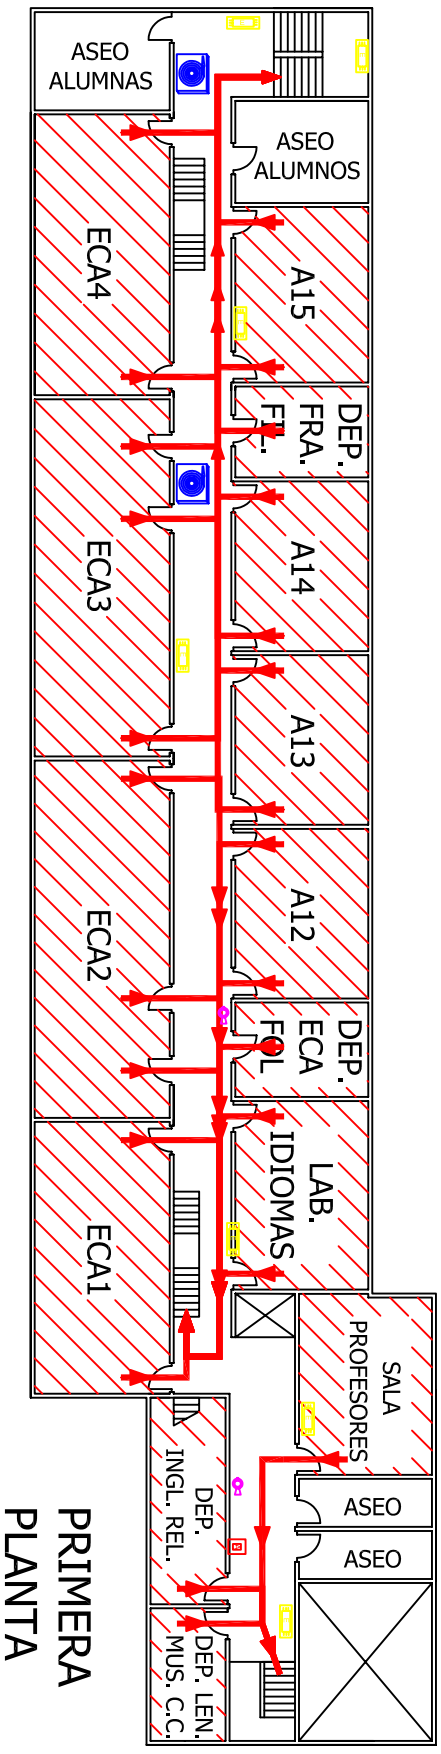 ASEO
ALUMNAS
ASEO
ALUMNOS
ECA4
A15
DEP.
FRA.
FIL.
ECA3
A14
A13
ECA2
A12
DEP.
ECA
FOL
LAB.
IDIOMAS
ECA1
SALA
PROFESORES
DEP.
INGL. REL.
ASEO
ASEO
DEP. LEN.
MUS. C.C.
PRIMERA
PLANTA